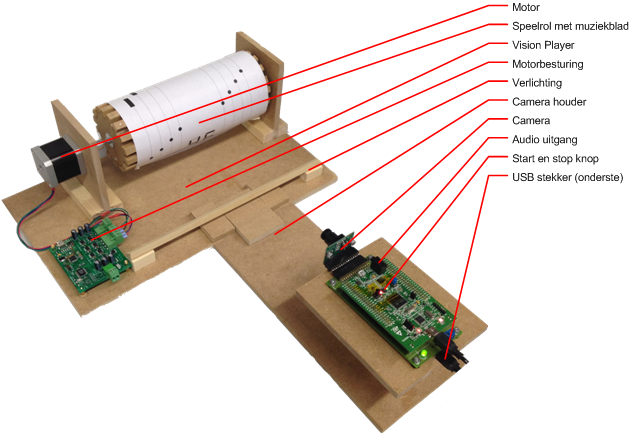 Motor
Speelrol met muziekblad
Vision Player
Motorbesturing
Verlichting
Camera houder
Camera
Audio uitgang
Start en stop knop
USB stekker (onderste)